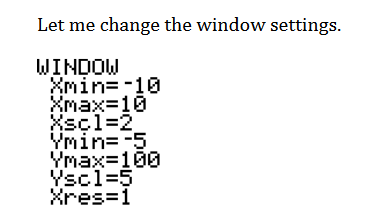 Let me change the window settings.
WINDOW
Xmin=-10
Xmax=10
Xscl=2
Ymin=-5
Ymax=100
Yscl=5
Xres=1